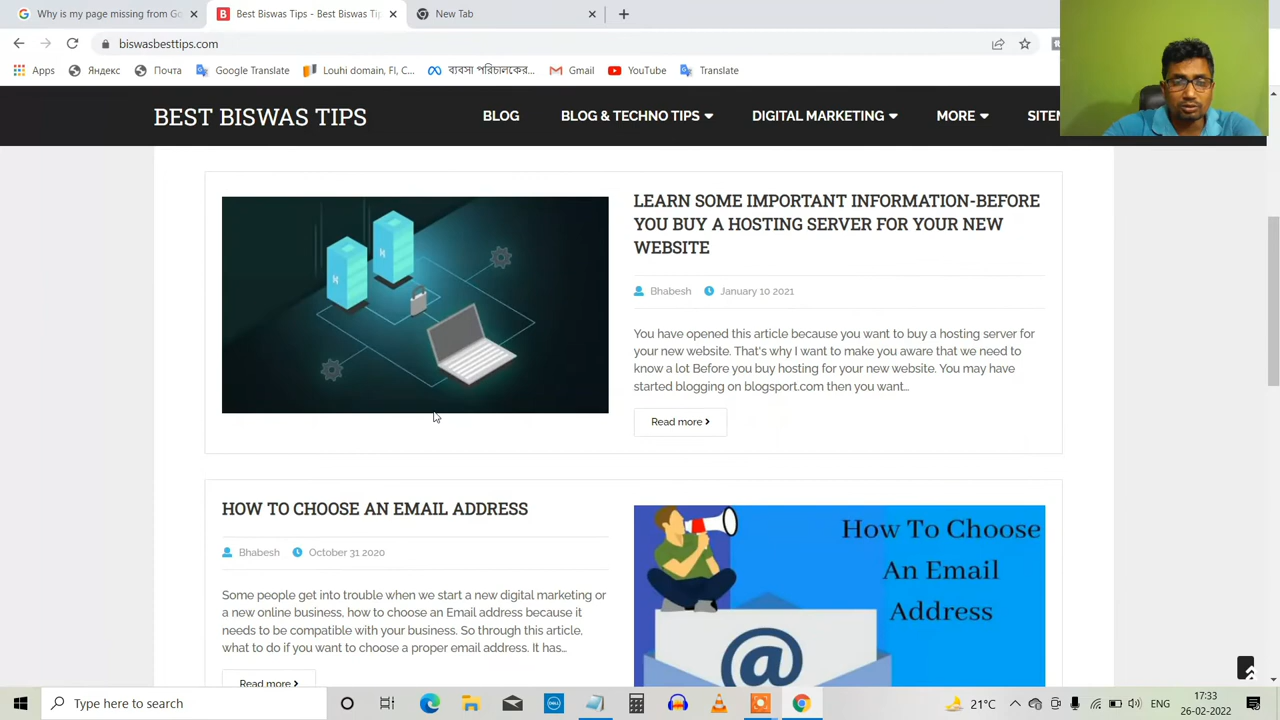 Why is my page missing from Go
Best Biswas Tips - Best Biswas Tip
New Tab
biswasbesttips.com
Apps
Яндекс
Почта
Google Translate
Louhi domain, FI, C...
ব্যবসা পরিচালকের...
Gmail
YouTube
Translate
BEST BISWAS TIPS
BLOG
BLOG & TECHNO TIPS
DIGITAL MARKETING
MORE
SITEM
LEARN SOME IMPORTANT INFORMATION-BEFORE
YOU BUY A HOSTING SERVER FOR YOUR NEW
WEBSITE
Bhabesh
January 10 2021
You have opened this article because you want to buy a hosting server for
your new website. That's why I want to make you aware that we need to
know a lot Before you buy hosting for your new website. You may have
started blogging on blogsport.com then you want...
Read more
HOW TO CHOOSE AN EMAIL ADDRESS
Bhabesh
October 31 2020
Some people get into trouble when we start a new digital marketing or
a new online business, how to choose an Email address because it
needs to be compatible with your business. So through this article,
what to do if you want to choose a proper email address. It has...
Read more
How To Choose
An Email
Address
@
Type here to search
DELL
21°C
ENG
17:33
26-02-2022